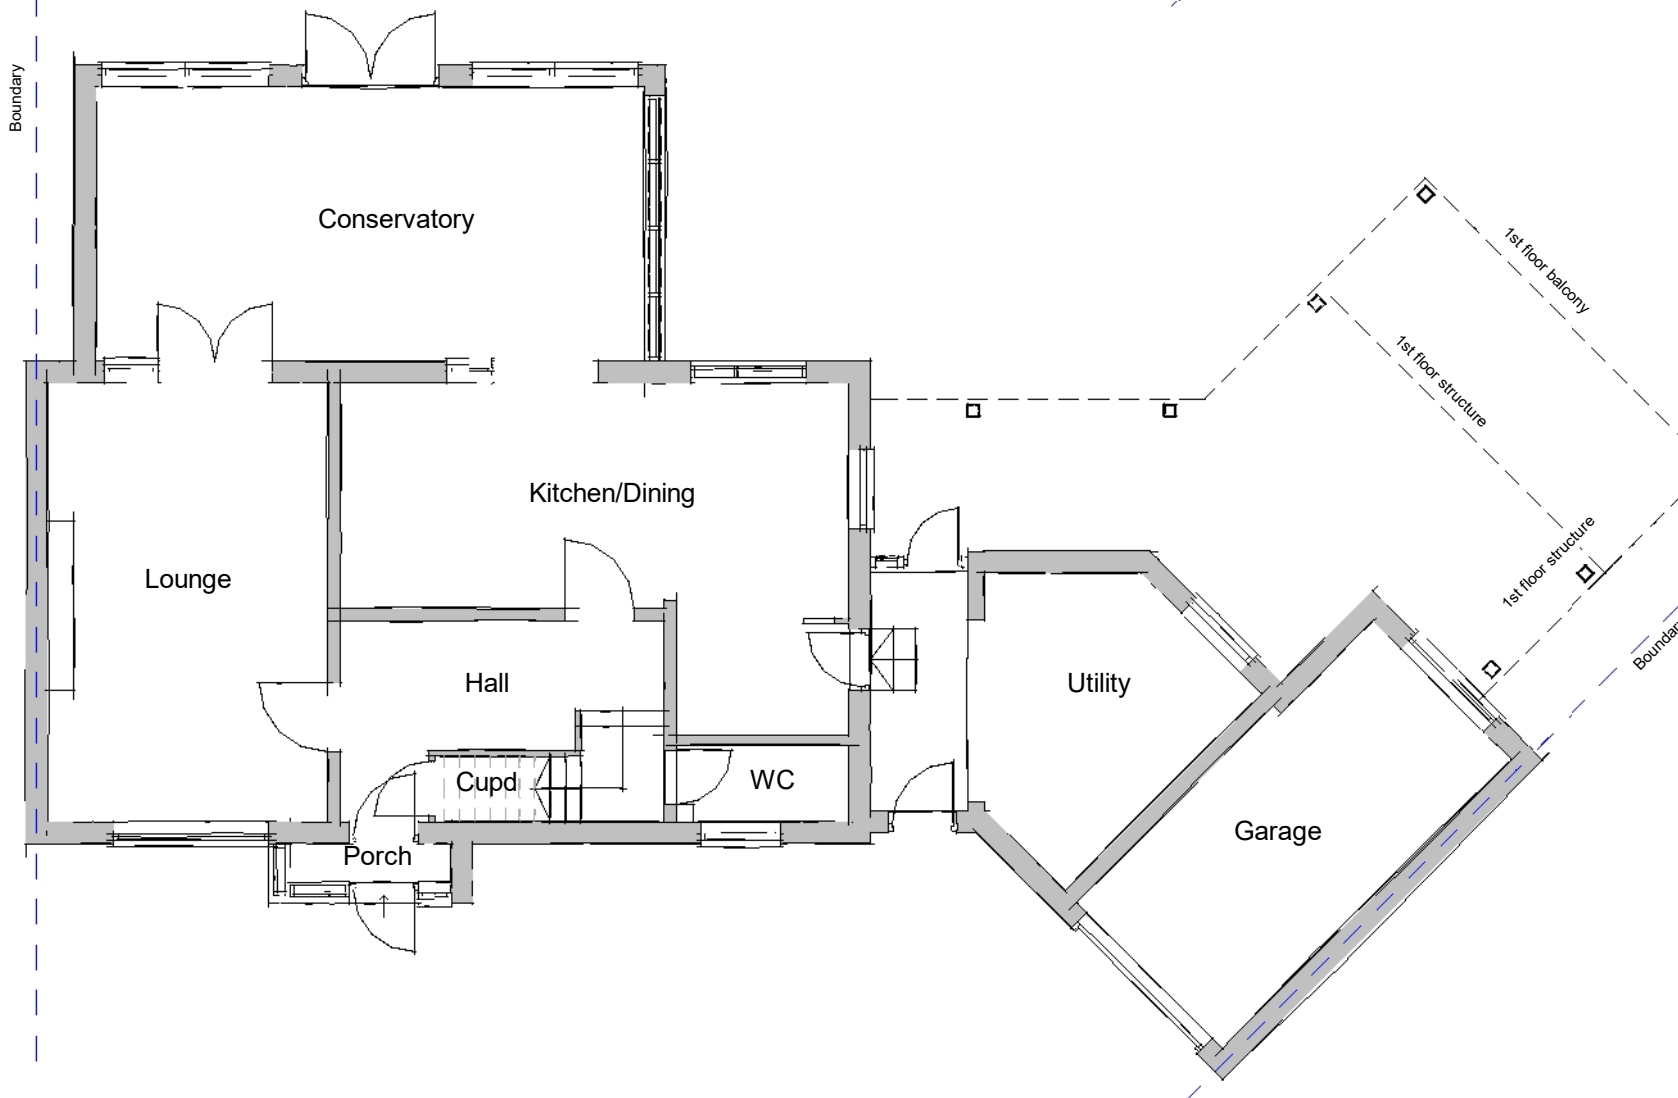 Boundary
Conservatory
1st floor balcony
1st floor structure
Kitchen/Dining
Lounge
1st floor structure
Hall
Utility
Cupd
WC
Porch
Garage